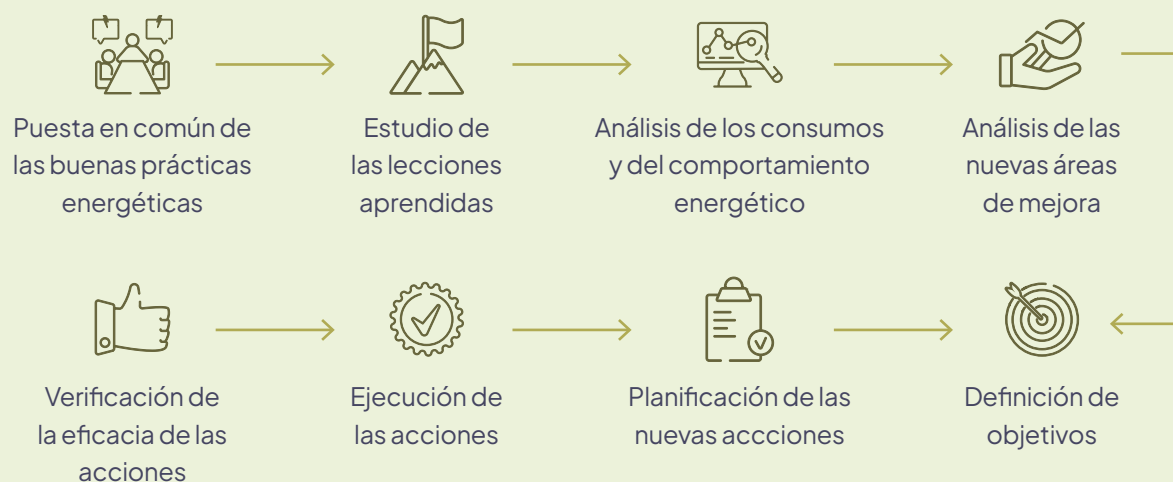 Puesta en común de
las buenas prácticas
energéticas
Estudio de
las lecciones
aprendidas
Análisis de los consumos
y del comportamiento
energético
Análisis de las
nuevas áreas
de mejora
Verificación de
la eficacia de las
acciones
Ejecución de
las acciones
Planificación de las
nuevas accciones
Definición de
objetivos